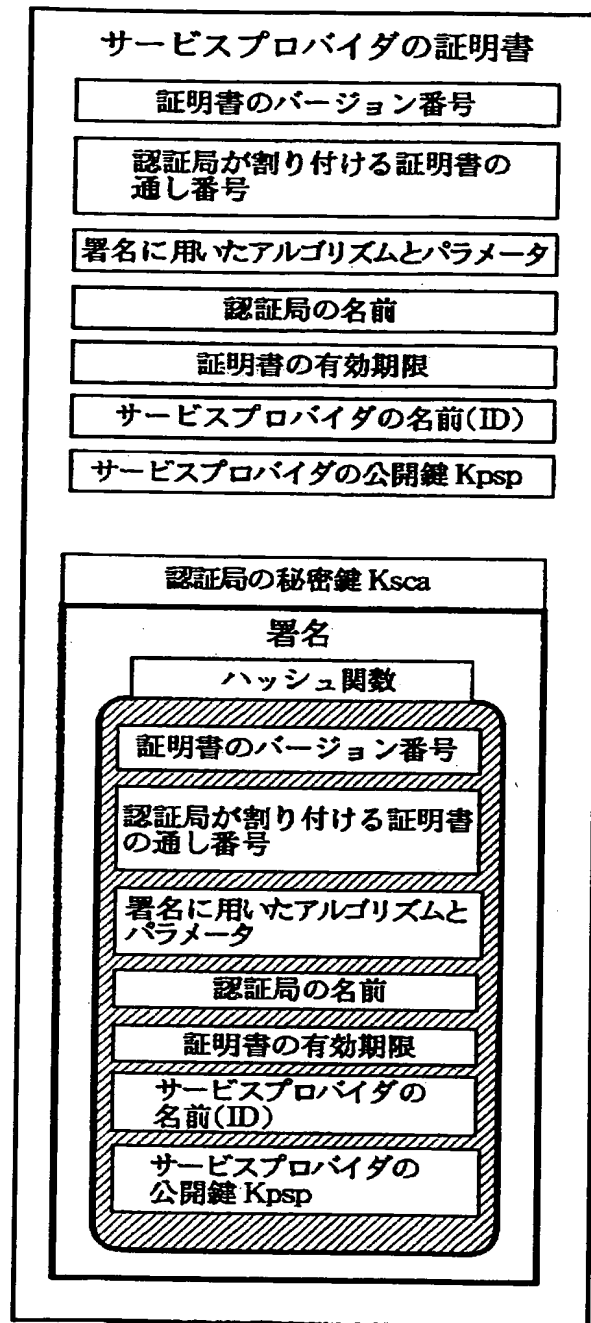 サービスプロバイダの証明書
証明書のバージョン番号
認証局が割り付ける証明書の
通し番号
署名に用いたアルゴリズムとパラメータ
認証局の名前
証明書の有効期限
サービスプロバイダの名前(ID)
サービスプロバイダの公開鍵 Kpsp
認証局の秘密鍵 Ksca
署名
ハッシュ関数
証明書のバージョン番号
認証局が割り付ける証明書
の通し番号
署名に用いたアルゴリズムと
パラメータ
認証局の名前
証明書の有効期限
サービスプロバイダの
名前(ID)
サービスプロバイダの
公開鍵 Kpsp